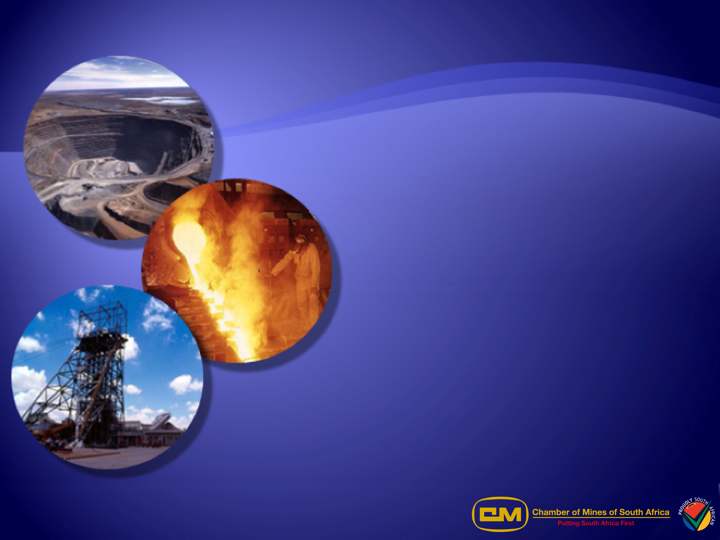 CM
Chamber of Mines of South Africa
Putting South Africa First
PROUDLY SOUTH AFRICAN